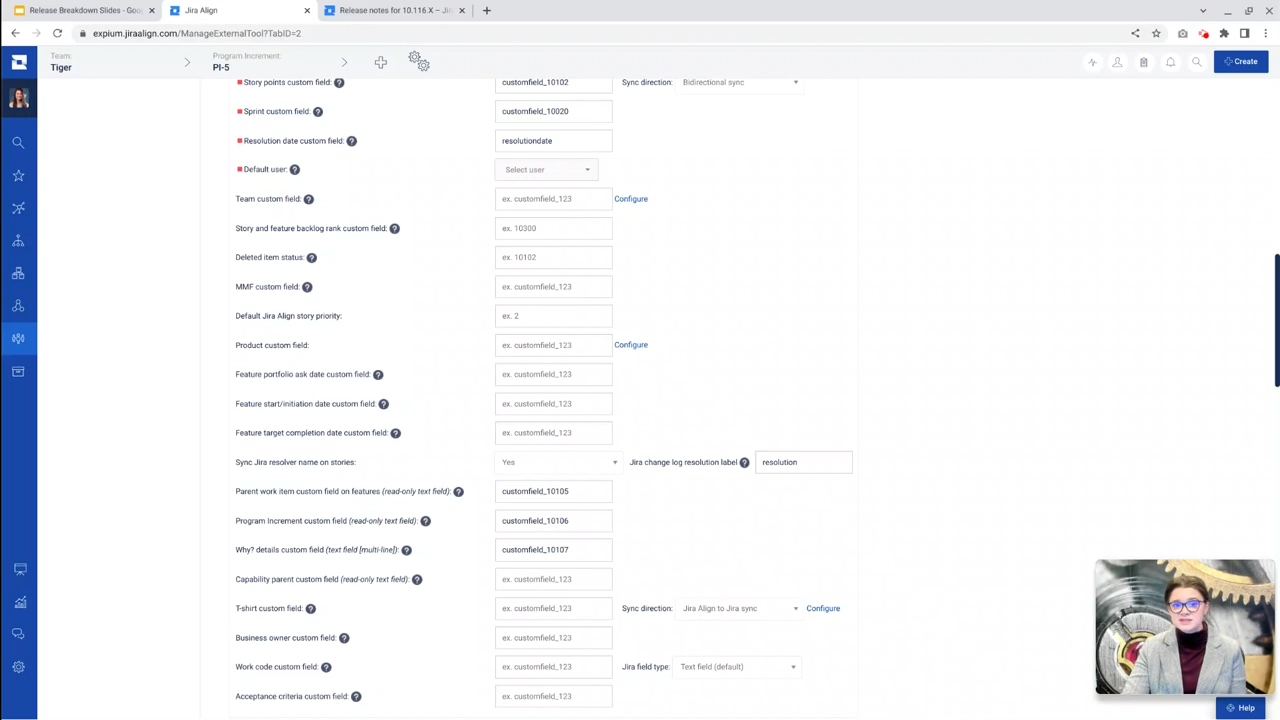 Release Breakdown Slides - Goo
Jira Align
Release notes for 10.116.X – Jir
expium.jiraalign.com/ManageExternalTool?TabID=2
Team:
Tiger
Program Increment:
PI-5
Create
Story points custom field: ?
customfield_10102
Sync direction:
Bidirectional sync
Sprint custom field: ?
customfield_10020
Resolution date custom field: ?
resolutiondate
Default user: ?
Select user
Team custom field: ?
ex. customfield_123
Configure
Story and feature backlog rank custom field: ?
ex. 10300
Deleted item status: ?
ex. 10102
MMF custom field: ?
ex. customfield_123
Default Jira Align story priority:
ex. 2
Product custom field:
ex. customfield_123
Configure
Feature portfolio ask date custom field: ?
ex. customfield_123
Feature start/initiation date custom field: ?
ex. customfield_123
Feature target completion date custom field: ?
ex. customfield_123
Sync Jira resolver name on stories:
Yes
Jira change log resolution label ?
resolution
Parent work item custom field on features (read-only text field): ?
customfield_10105
Program Increment custom field (read-only text field): ?
customfield_10106
Why? details custom field (text field [multi-line]): ?
customfield_10107
Capability parent custom field (read-only text field): ?
ex. customfield_123
T-shirt custom field: ?
ex. customfield_123
Sync direction:
Jira Align to Jira sync
Configure
Business owner custom field: ?
ex. customfield_123
Work code custom field: ?
ex. customfield_123
Jira field type:
Text field (default)
Acceptance criteria custom field: ?
ex. customfield_123
Help